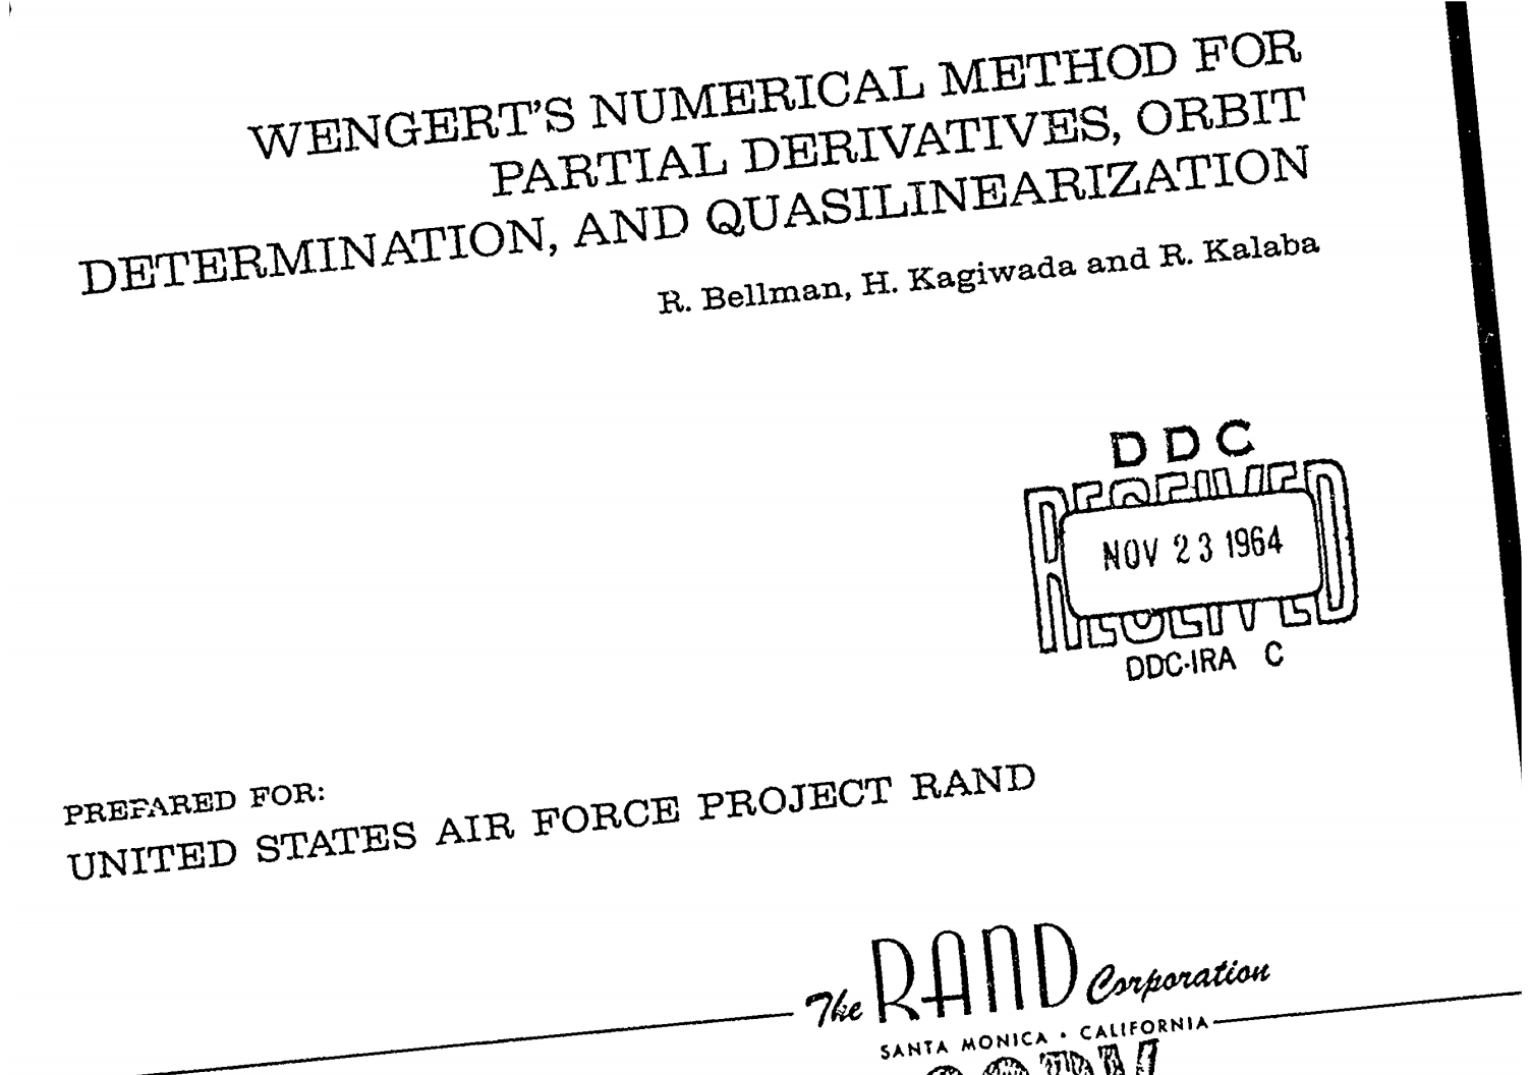 WENGERT'S NUMERICAL METHOD FOR
PARTIAL DERIVATIVES, ORBIT
DETERMINATION, AND QUASILINEARIZATION
R. Bellman, H. Kagiwada and R. Kalaba
DDC
RECEIVED
NOV 23 1964
RECEIVED
DDC-IRA C
PREPARED FOR:
UNITED STATES AIR FORCE PROJECT RAND
The RAND Corporation
SANTA MONICA • CALIFORNIA